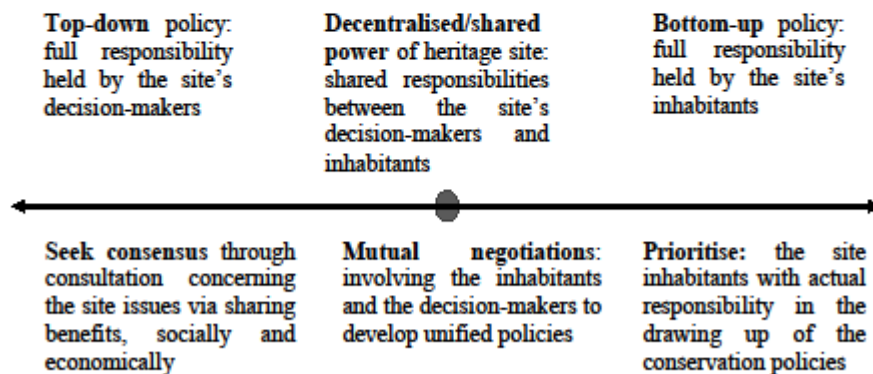 Top-down policy:
full responsibility
held by the site's
decision-makers
Decentralised/shared
power of heritage site:
shared responsibilities
between the site's
decision-makers and
inhabitants
Bottom-up policy:
full responsibility
held by the site's
inhabitants
Seek consensus through
consultation concerning
the site issues via sharing
benefits, socially and
economically
Mutual negotiations:
involving the inhabitants
and the decision-makers to
develop unified policies
Prioritise: the site
inhabitants with actual
responsibility in the
drawing up of the
conservation policies